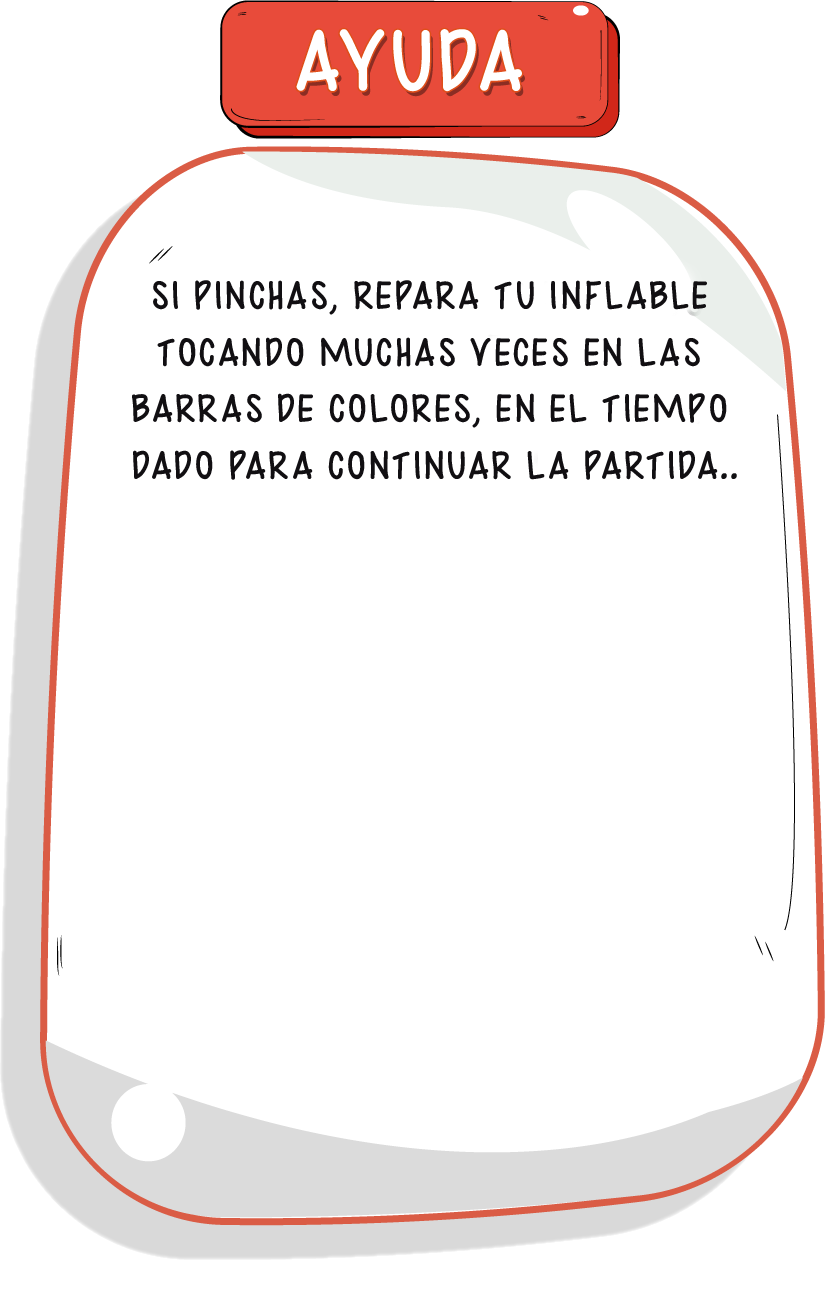 AYUDA
SI PINCHAS, REPARA TU INFLABLE
TOCANDO MUCHAS VECES EN LAS
BARRAS DE COLORES, EN EL TIEMPO
DADO PARA CONTINUAR LA PARTIDA..